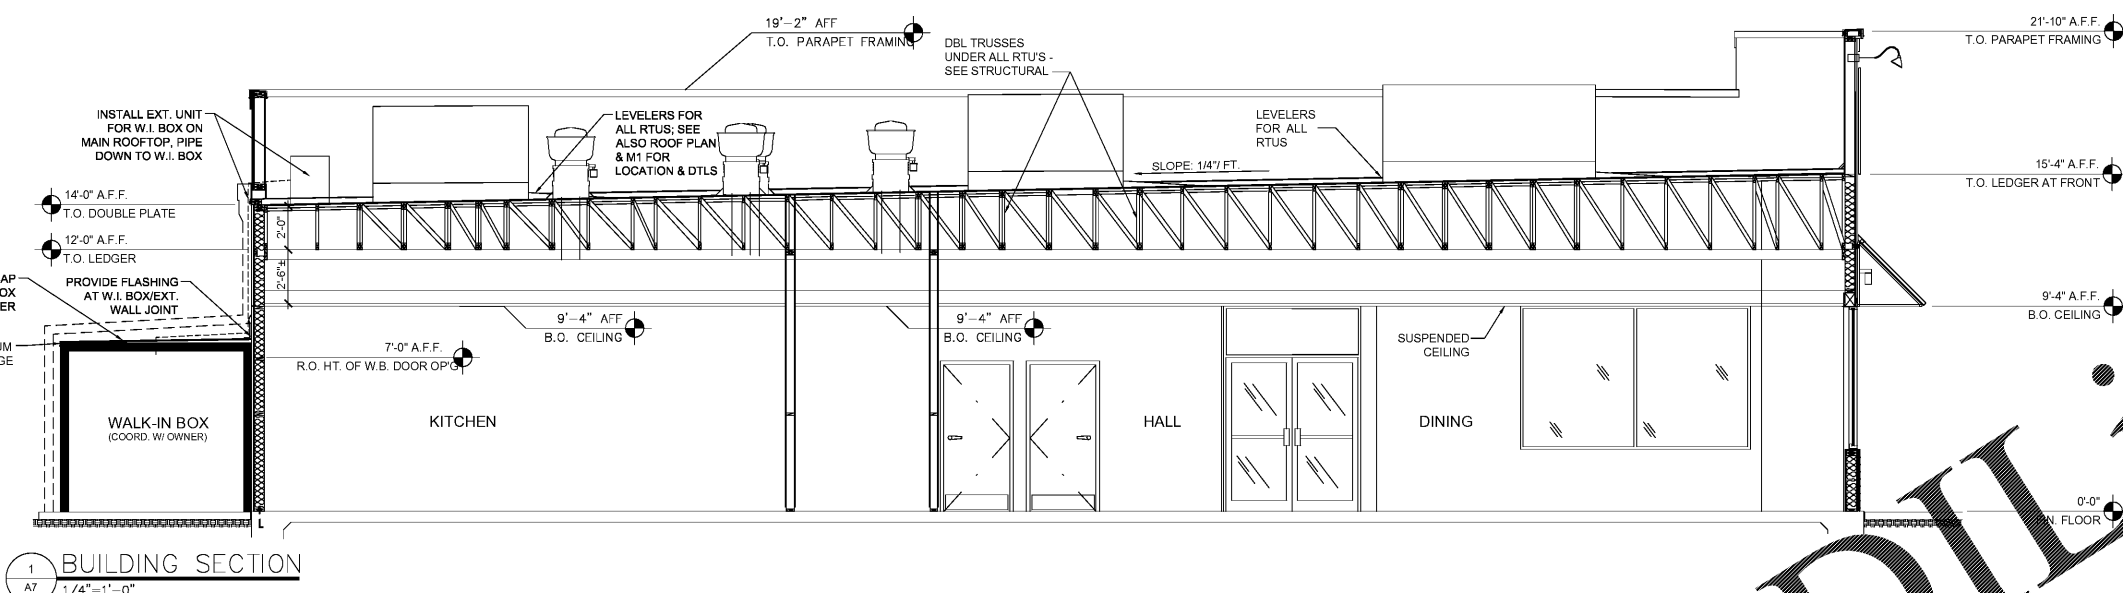 19'-2" AFF
T.O. PARAPET FRAMING
DBL TRUSSES
UNDER ALL RTU'S -
SEE STRUCTURAL
21'-10" A.F.F.
T.O. PARAPET FRAMING
INSTALL EXT. UNIT
FOR W.I. BOX ON
MAIN ROOFTOP, PIPE
DOWN TO W.I. BOX
LEVELERS FOR
ALL RTUS; SEE
ALSO ROOF PLAN
& M1 FOR
LOCATION & DTLS
LEVELERS
FOR ALL
RTUS
SLOPE: 1/4"/ FT.
15'-4" A.F.F.
T.O. LEDGER AT FRONT
14'-0" A.F.F.
T.O. DOUBLE PLATE
2'-0"
12'-0" A.F.F.
T.O. LEDGER
2'-6"±
AP
OX
ER
PROVIDE FLASHING
AT W.I. BOX/EXT.
WALL JOINT
9'-4" AFF
B.O. CEILING
9'-4" AFF
B.O. CEILING
9'-4" A.F.F.
B.O. CEILING
UM
GE
7'-0" A.F.F.
R.O. HT. OF W.B. DOOR OP'G
SUSPENDED
CEILING
WALK-IN BOX
(COORD. W/ OWNER)
KITCHEN
HALL
DINING
0'-0"
FIN. FLOOR
L
1
A7
BUILDING SECTION
1/4"=1'-0"